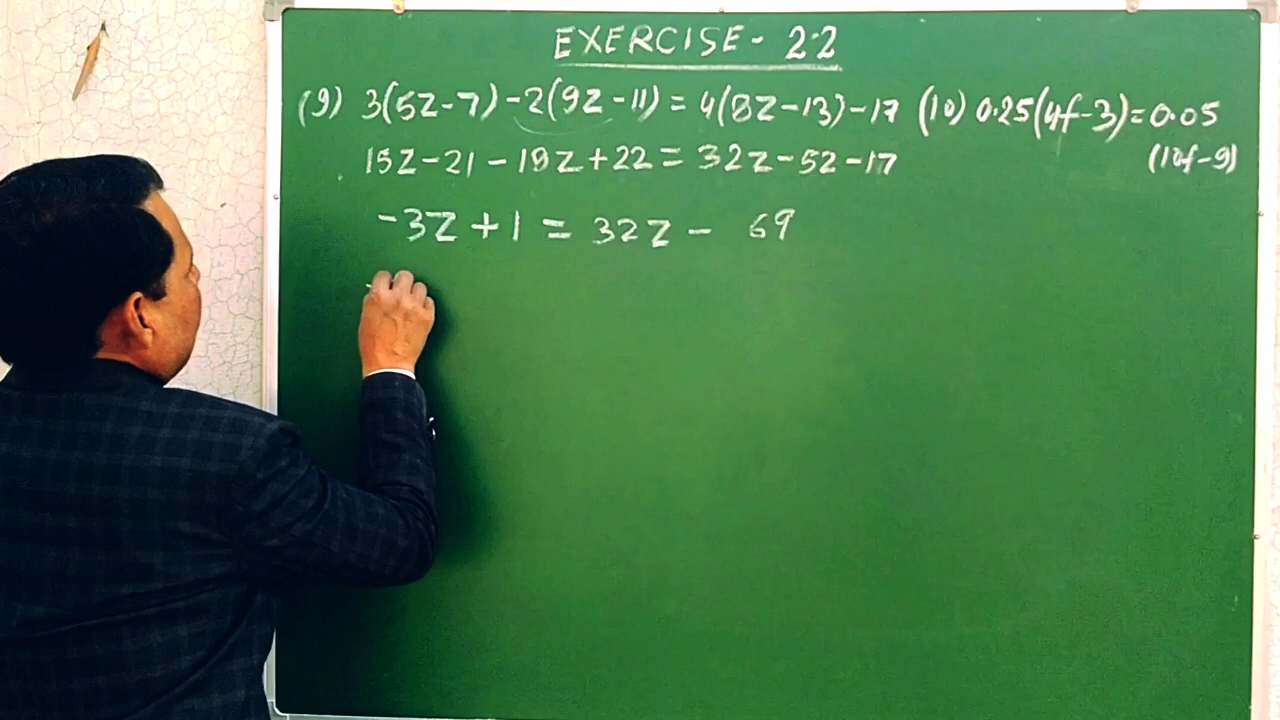 EXERCISE - 2.2
(9) 3(5z-7)-2(9z-11)=4(8z-13)-17 (10) 0.25(4f-3)=0.05
15z-21-18z+22=32z-52-17 (10f-9)
-3z+1=32z-69